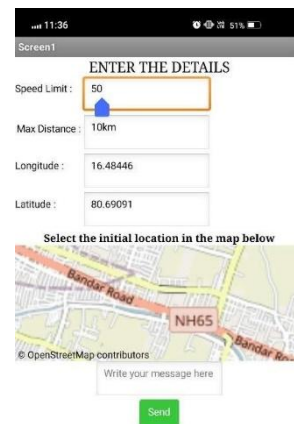 11:36 51%
Screen1
ENTER THE DETAILS
Speed Limit : 50
Max Distance : 10km
Longitude : 16.48446
Latitude : 80.69091
Select the initial location in the map below
Bandar Road
NH65
Bandar Ro
© OpenStreetMap contributors
Write your message here
Send